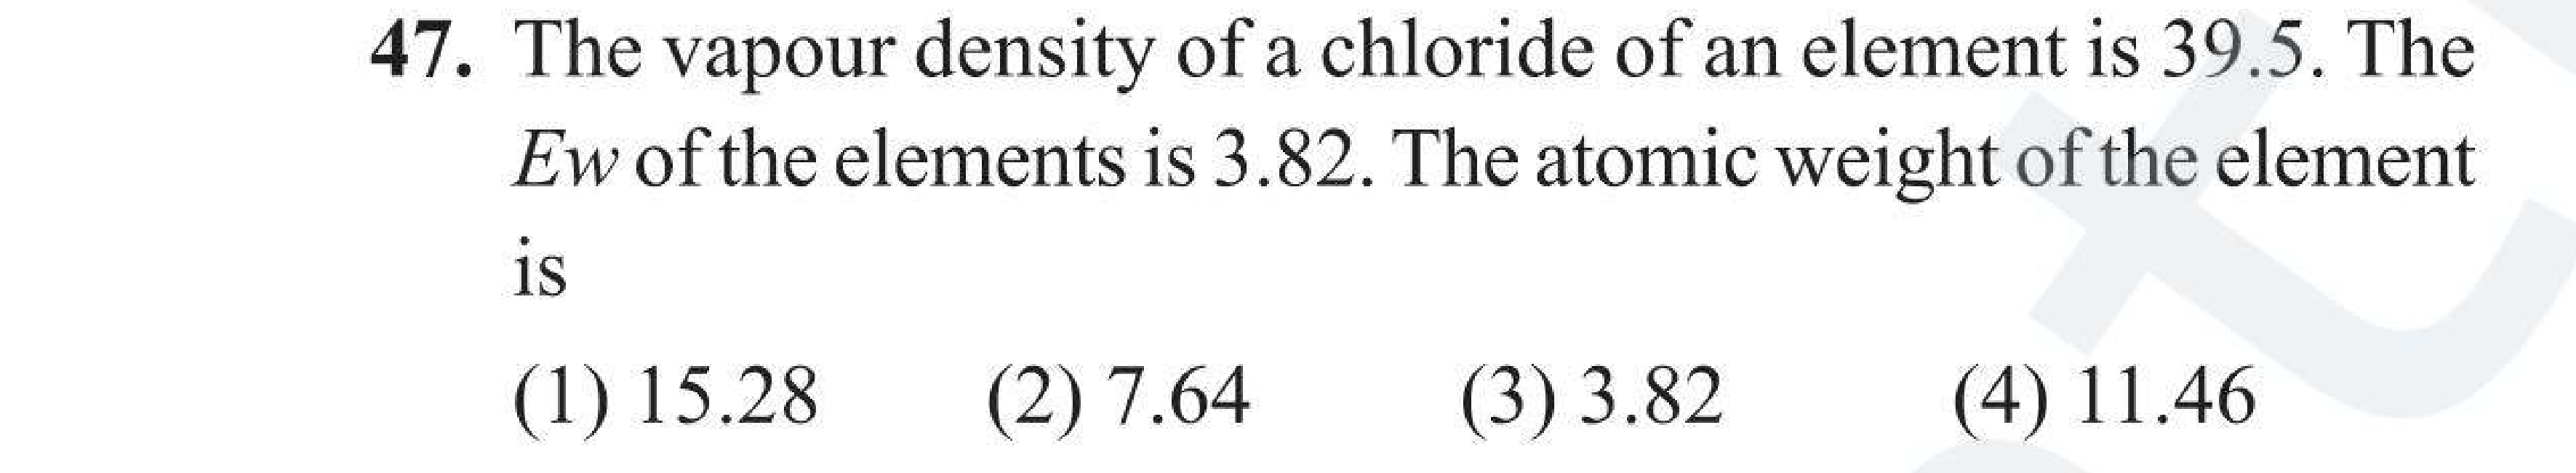 47. The vapour density of a chloride of an element is 39.5. The
Ew of the elements is 3.82. The atomic weight of the element
is
(1) 15.28 (2) 7.64 (3) 3.82 (4) 11.46